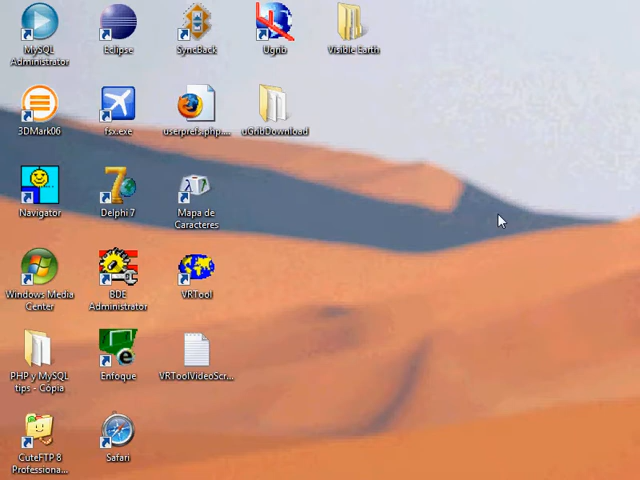 MySQL
Administrator
Eclipse
SyncBack
Ugrib
Visible Earth
3DMark06
fsx.exe
userprefs.php....
uGribDownload
Navigator
Delphi 7
Mapa de
Caracteres
Windows Media
Center
BDE
Administrator
VRTool
PHP y MySQL
tips - Cópia
Enfoque
VRToolVideoScr...
CuteFTP 8
Professiona...
Safari